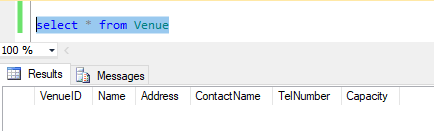 select * from Venue
100 %
Results Messages
VenueID Name Address ContactName TelNumber Capacity